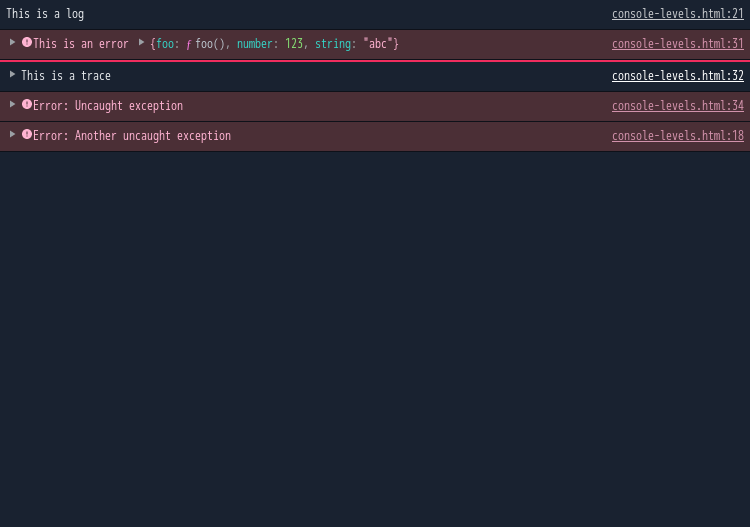 This is a log console-levels.html:21
This is an error {foo: ƒ foo(), number: 123, string: "abc"} console-levels.html:31
This is a trace console-levels.html:32
Error: Uncaught exception console-levels.html:34
Error: Another uncaught exception console-levels.html:18